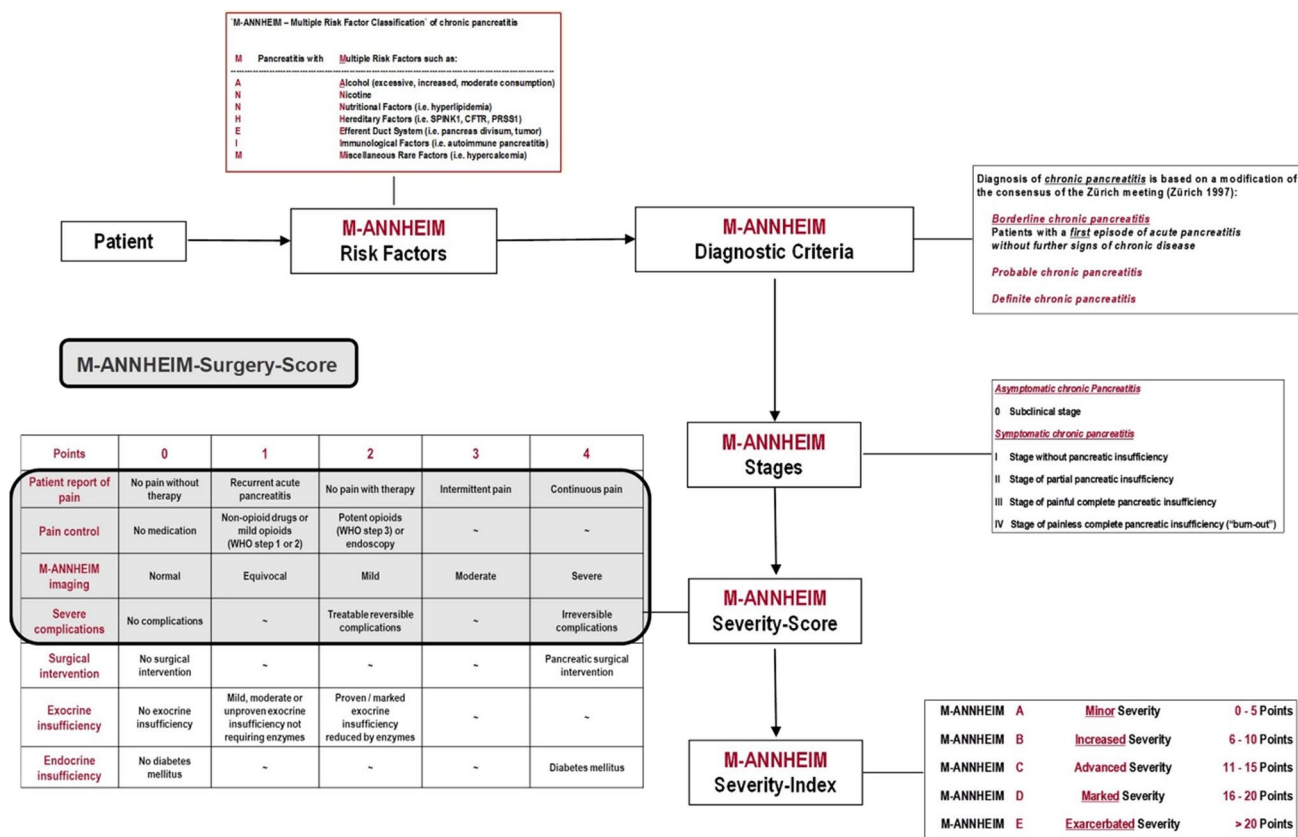 'M-ANNHEIM – Multiple Risk Factor Classification' of chronic pancreatitis
M Pancreatitis with Multiple Risk Factors such as:
A Alcohol (excessive, increased, moderate consumption)
N Nicotine
N Nutritional Factors (i.e. hyperlipidemia)
H Hereditary Factors (i.e. SPINK1, CFTR, PRSS1)
E Efferent Duct System (i.e. pancreas divisum, tumor)
I Immunological Factors (i.e. autoimmune pancreatitis)
M Miscellaneous Rare Factors (i.e. hypercalcemia)
Patient
M-ANNHEIM
Risk Factors
M-ANNHEIM
Diagnostic Criteria
Diagnosis of chronic pancreatitis is based on a modification of
the consensus of the Zürich meeting (Zürich 1997):
Borderline chronic pancreatitis
Patients with a first episode of acute pancreatitis
without further signs of chronic disease
Probable chronic pancreatitis
Definite chronic pancreatitis
M-ANNHEIM-Surgery-Score
M-ANNHEIM
Stages
Asymptomatic chronic Pancreatitis
0 Subclinical stage
Symptomatic chronic pancreatitis
I Stage without pancreatic insufficiency
II Stage of partial pancreatic insufficiency
III Stage of painful complete pancreatic insufficiency
IV Stage of painless complete pancreatic insufficiency ("burn-out")
Points 0 1 2 3 4
Patient report of
pain
No pain without
therapy
Recurrent acute
pancreatitis
No pain with therapy
Intermittent pain
Continuous pain
Pain control
No medication
Non-opioid drugs or
mild opioids
(WHO step 1 or 2)
Potent opioids
(WHO step 3) or
endoscopy
~
~
M-ANNHEIM
imaging
Normal
Equivocal
Mild
Moderate
Severe
Severe
complications
No complications
~
Treatable reversible
complications
~
Irreversible
complications
Surgical
intervention
No surgical
intervention
~
~
~
Pancreatic surgical
intervention
Exocrine
insufficiency
No exocrine
insufficiency
Mild, moderate or
unproven exocrine
insufficiency not
requiring enzymes
Proven / marked
exocrine
insufficiency
reduced by enzymes
~
~
Endocrine
insufficiency
No diabetes
mellitus
~
~
~
Diabetes mellitus
M-ANNHEIM
Severity-Score
M-ANNHEIM
Severity-Index
M-ANNHEIM A Minor Severity 0 - 5 Points
M-ANNHEIM B Increased Severity 6 - 10 Points
M-ANNHEIM C Advanced Severity 11 - 15 Points
M-ANNHEIM D Marked Severity 16 - 20 Points
M-ANNHEIM E Exarcerbated Severity > 20 Points